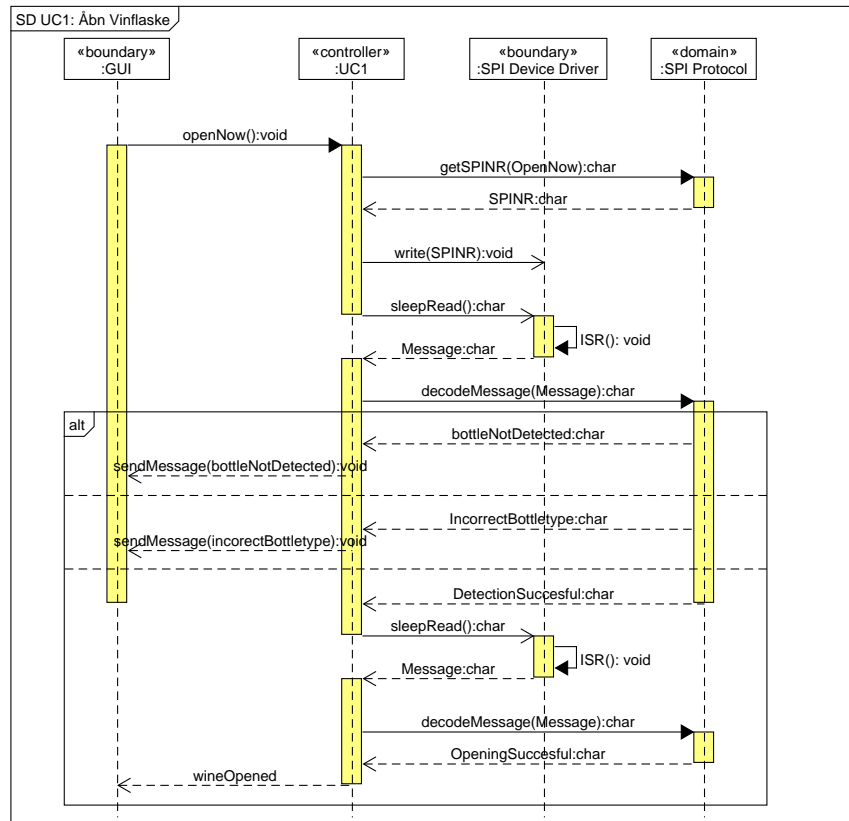 SD UC1: Åbn Vinflaske
«boundary»
:GUI
«controller»
:UC1
«boundary»
:SPI Device Driver
«domain»
:SPI Protocol
openNow():void
getSPINR(OpenNow):char
SPINR:char
write(SPINR):void
sleepRead():char
ISR(): void
Message:char
decodeMessage(Message):char
alt
bottleNotDetected:char
sendMessage(bottleNotDetected):void
IncorrectBottletype:char
sendMessage(incorectBottletype):void
DetectionSuccesful:char
sleepRead():char
ISR(): void
Message:char
decodeMessage(Message):char
OpeningSuccesful:char
wineOpened